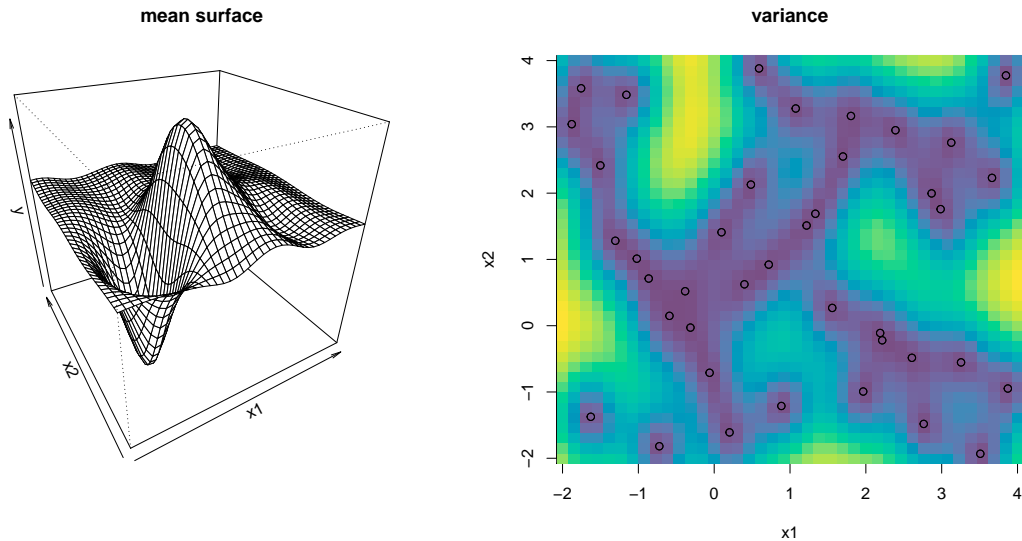 mean surface
y
x2
x1
variance
4
3
2
1
0
−1
−2
x2
−2 −1 0 1 2 3 4
x1